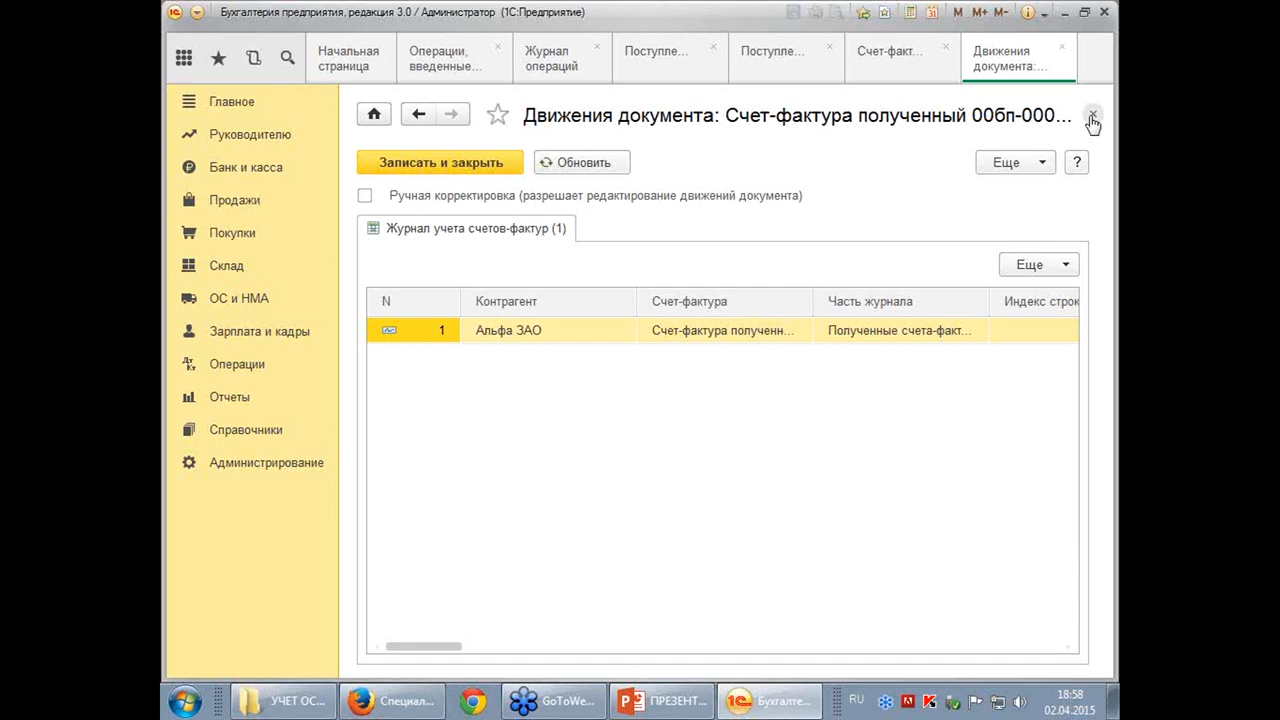 Бухгалтерия предприятия, редакция 3.0 / Администратор (1С:Предприятие)
M M+ M-
Начальная страница
Операции, введенные...
Журнал операций
Поступле...
Поступле...
Счет-факт...
Движения документа:...
Главное
Руководителю
Банк и касса
Продажи
Покупки
Склад
ОС и НМА
Зарплата и кадры
Операции
Отчеты
Справочники
Администрирование
Движения документа: Счет-фактура полученный 00бп-000...
Записать и закрыть
Обновить
Еще
?
Ручная корректировка (разрешает редактирование движений документа)
Журнал учета счетов-фактур (1)
Еще
N Контрагент Счет-фактура Часть журнала Индекс строк
1 Альфа ЗАО Счет-фактура полученн... Полученные счета-факт...
УЧЕТ ОС...
Специал...
GoToWe...
ПРЕЗЕНТ...
Бухгалте...
RU
18:58
02.04.2015